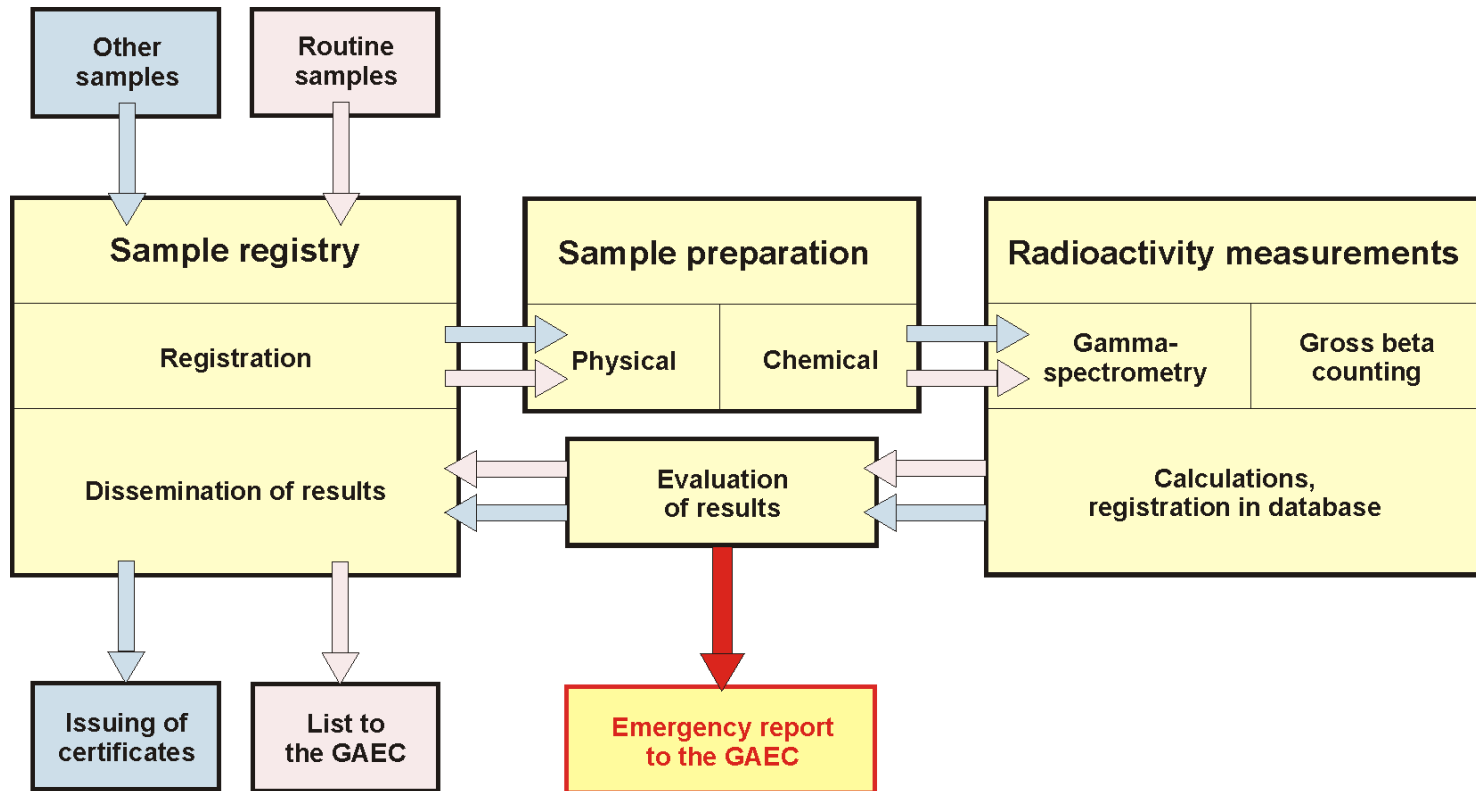 Other
samples
Routine
samples
Sample registry
Registration
Dissemination of results
Sample preparation
Physical
Chemical
Radioactivity measurements
Gamma-
spectrometry
Gross beta
counting
Calculations,
registration in database
Evaluation
of results
Issuing of
certificates
List to
the GAEC
Emergency report
to the GAEC